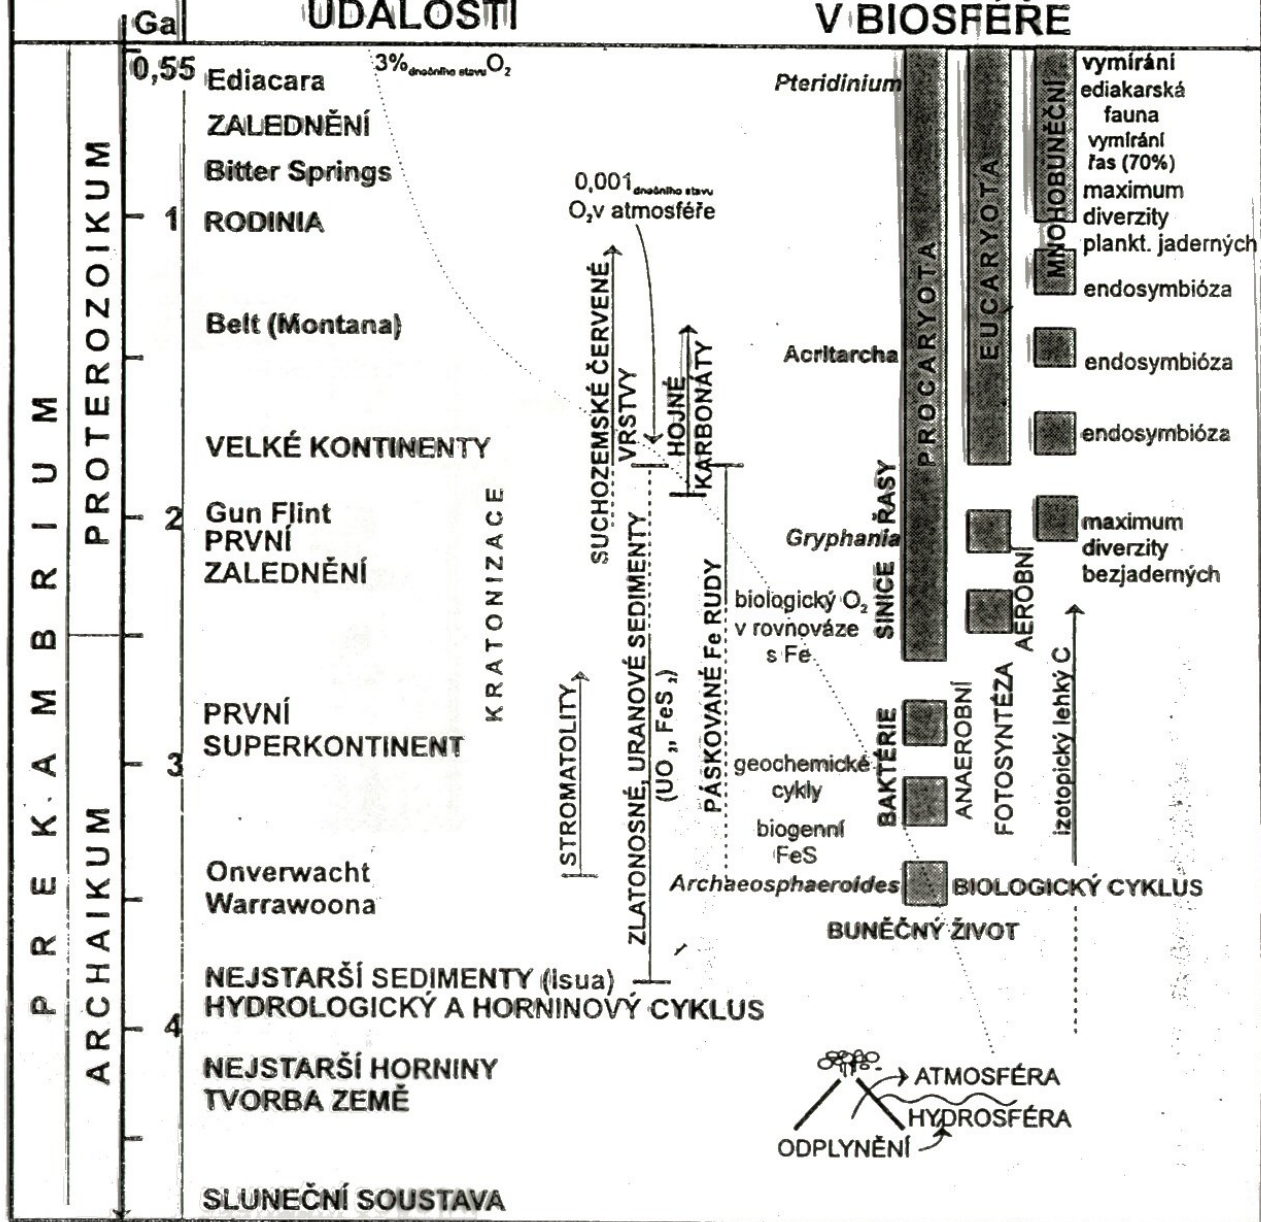 Ga
UDÁLOSTI
V BIOSFÉŘE
PREKAMBRIUM
PROTEROZOIKUM
ARCHAIKUM
0,55
1
2
3
4
Ediacara
ZALEDNĚNÍ
Bitter Springs
RODINIA
Belt (Montana)
VELKÉ KONTINENTY
Gun Flint
PRVNÍ
ZALEDNĚNÍ
PRVNÍ
SUPERKONTINENT
Onverwacht
Warrawoona
NEJSTARŠÍ SEDIMENTY (Isua)
HYDROLOGICKÝ A HORNINOVÝ CYKLUS
NEJSTARŠÍ HORNINY
TVORBA ZEMĚ
SLUNEČNÍ SOUSTAVA
3% dnešního stavu O2
KRATONIZACE
0,001 dnešního stavu
O2 v atmosféře
SUCHOZEMSKÉ ČERVENÉ
VRSTVY
HOJNÉ
KARBONÁTY
STROMATOLITY
ZLATONOSNÉ, URANOVÉ SEDIMENTY
(UO2, FeS2)
PÁSKOVANÉ Fe RUDY
biologický O2
v rovnováze
s Fe
geochemické
cykly
biogenní
FeS
Pteridinium
Acritarcha
Gryphania
Archaeosphaeroides
SINICE ŘASY
BAKTÉRIE
PROCARYOTA
EUCARYOTA
MNOHOBUNĚČNÍ
ANAEROBNÍ
AEROBNÍ
FOTOSYNTÉZA
izotopický lehký C
vymírání
ediakarská
fauna
vymírání
řas (70%)
maximum
diverzity
plankt. jaderných
endosymbióza
endosymbióza
endosymbióza
maximum
diverzity
bezjaderných
BIOLOGICKÝ CYKLUS
BUNĚČNÝ ŽIVOT
ATMOSFÉRA
HYDROSFÉRA
ODPLYNĚNÍ